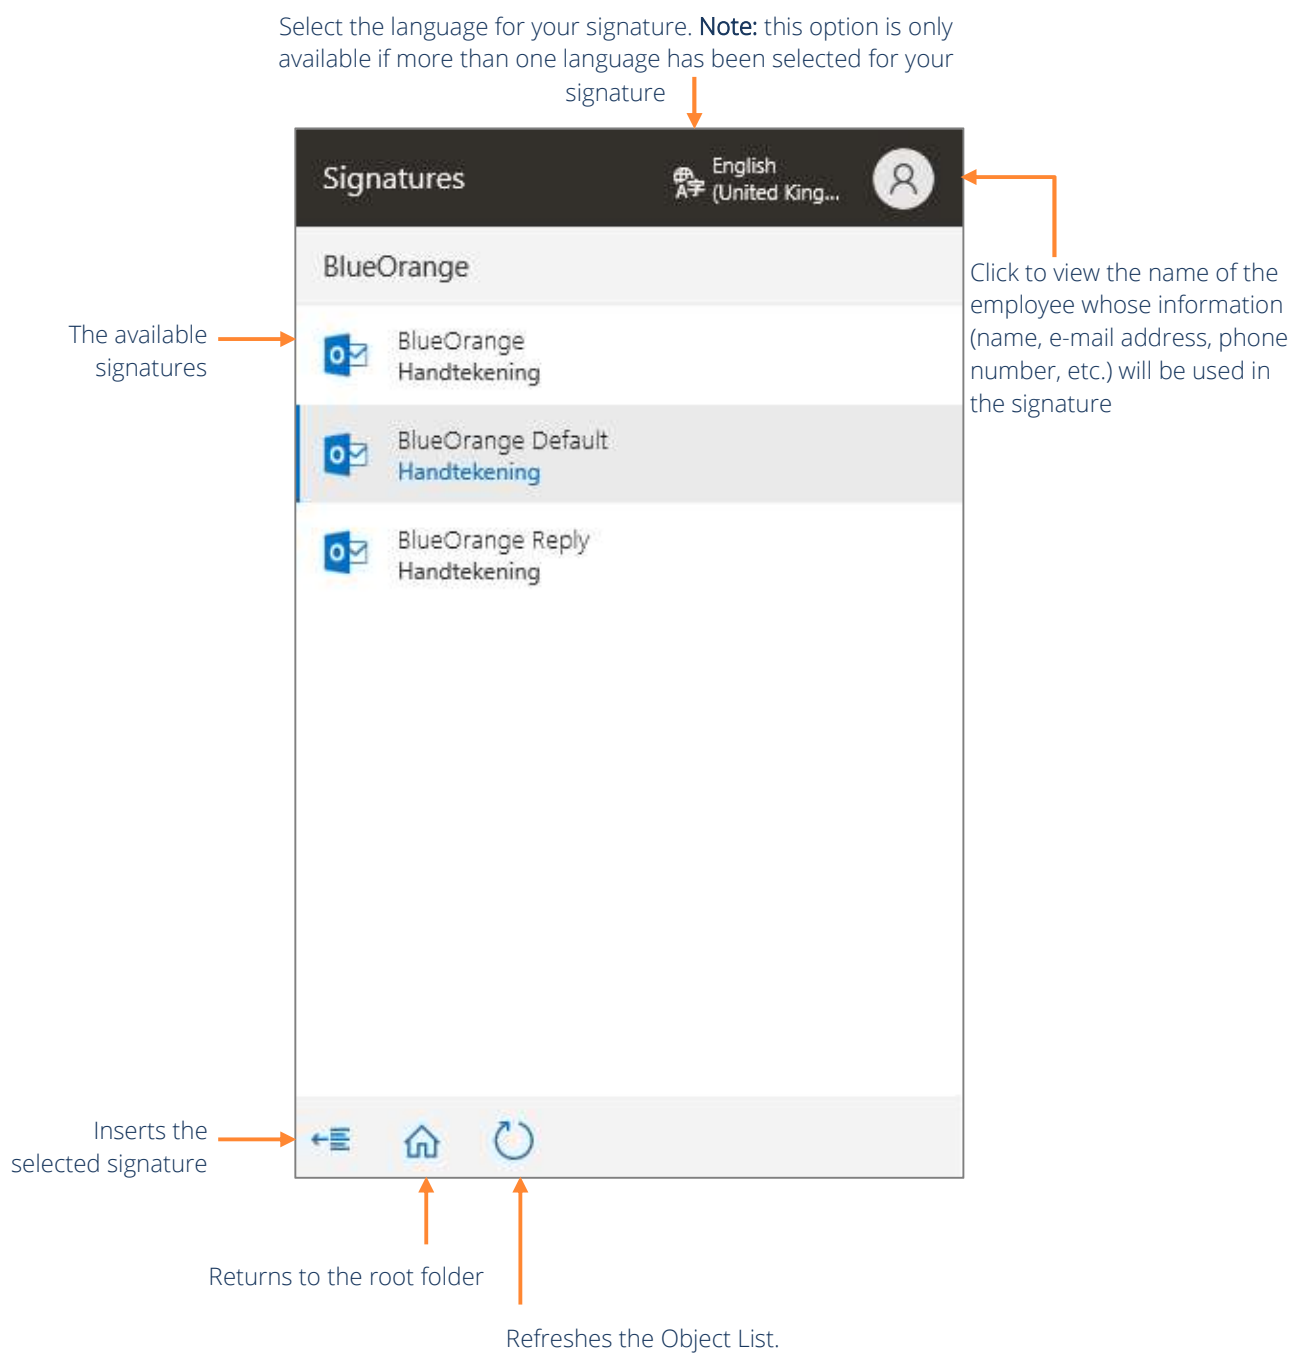 Select the language for your signature. Note: this option is only
available if more than one language has been selected for your
signature
Signatures
English
(United King...
BlueOrange
Click to view the name of the
employee whose information
(name, e-mail address, phone
number, etc.) will be used in
the signature
The available
signatures
BlueOrange
Handtekening
BlueOrange Default
Handtekening
BlueOrange Reply
Handtekening
Inserts the
selected signature
Returns to the root folder
Refreshes the Object List.